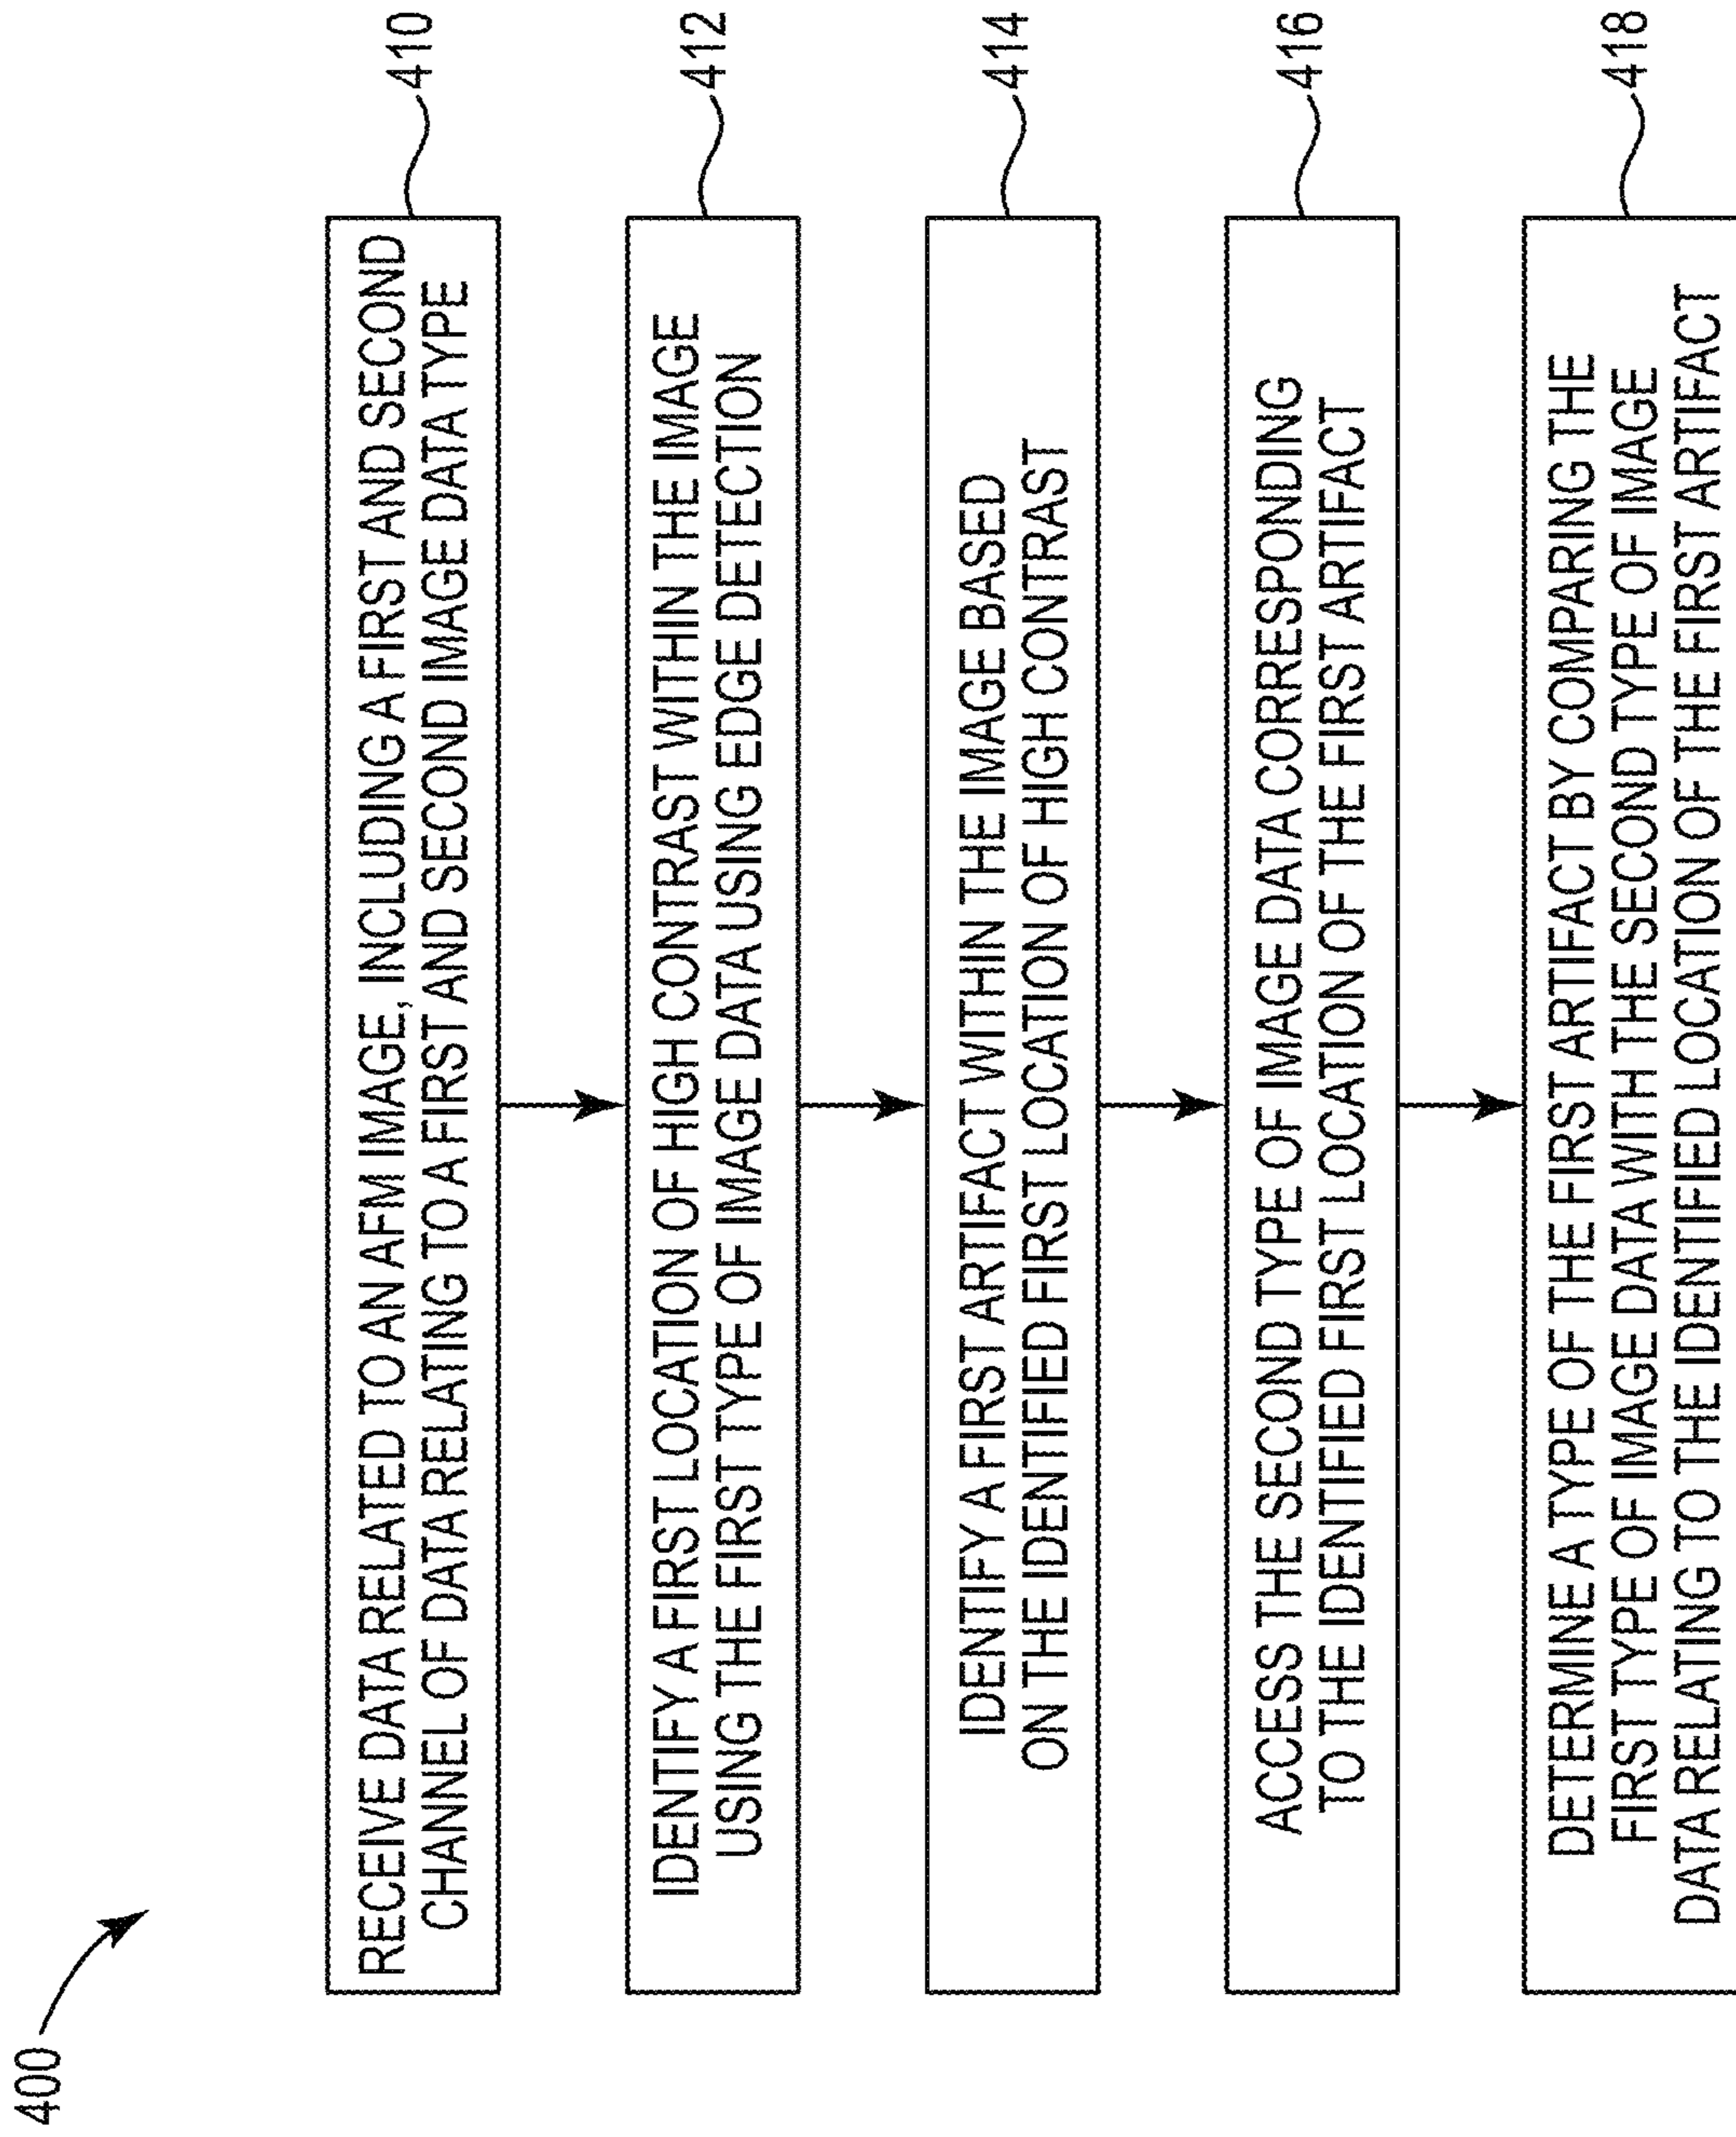 400
RECEIVE DATA RELATED TO AN AFM IMAGE, INCLUDING A FIRST AND SECOND
CHANNEL OF DATA RELATING TO A FIRST AND SECOND IMAGE DATA TYPE
410
IDENTIFY A FIRST LOCATION OF HIGH CONTRAST WITHIN THE IMAGE
USING THE FIRST TYPE OF IMAGE DATA USING EDGE DETECTION
412
IDENTIFY A FIRST ARTIFACT WITHIN THE IMAGE BASED
ON THE IDENTIFIED FIRST LOCATION OF HIGH CONTRAST
414
ACCESS THE SECOND TYPE OF IMAGE DATA CORRESPONDING
TO THE IDENTIFIED FIRST LOCATION OF THE FIRST ARTIFACT
416
DETERMINE A TYPE OF THE FIRST ARTIFACT BY COMPARING THE
FIRST TYPE OF IMAGE DATA WITH THE SECOND TYPE OF IMAGE
DATA RELATING TO THE IDENTIFIED LOCATION OF THE FIRST ARTIFACT
418